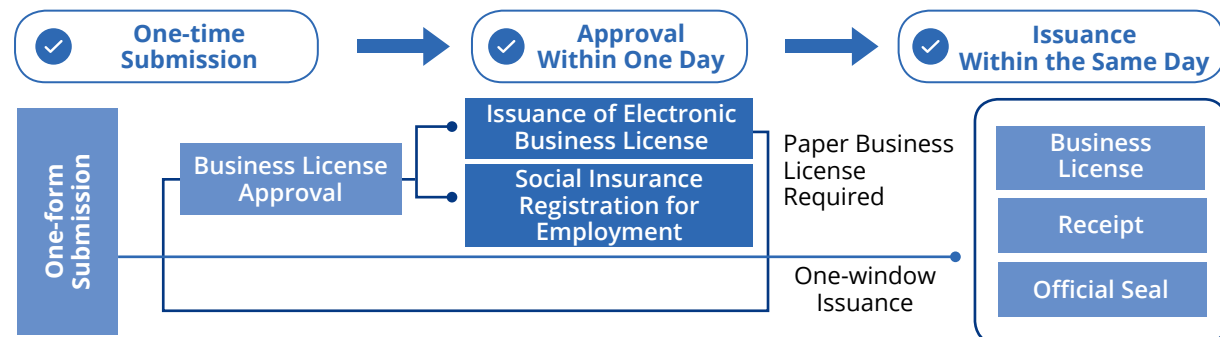 One-time
Submission
Approval
Within One Day
Issuance
Within the Same Day
One-form
Submission
Business License
Approval
Issuance of Electronic
Business License
Social Insurance
Registration for
Employment
Paper Business
License
Required
One-window
Issuance
Business
License
Receipt
Official Seal